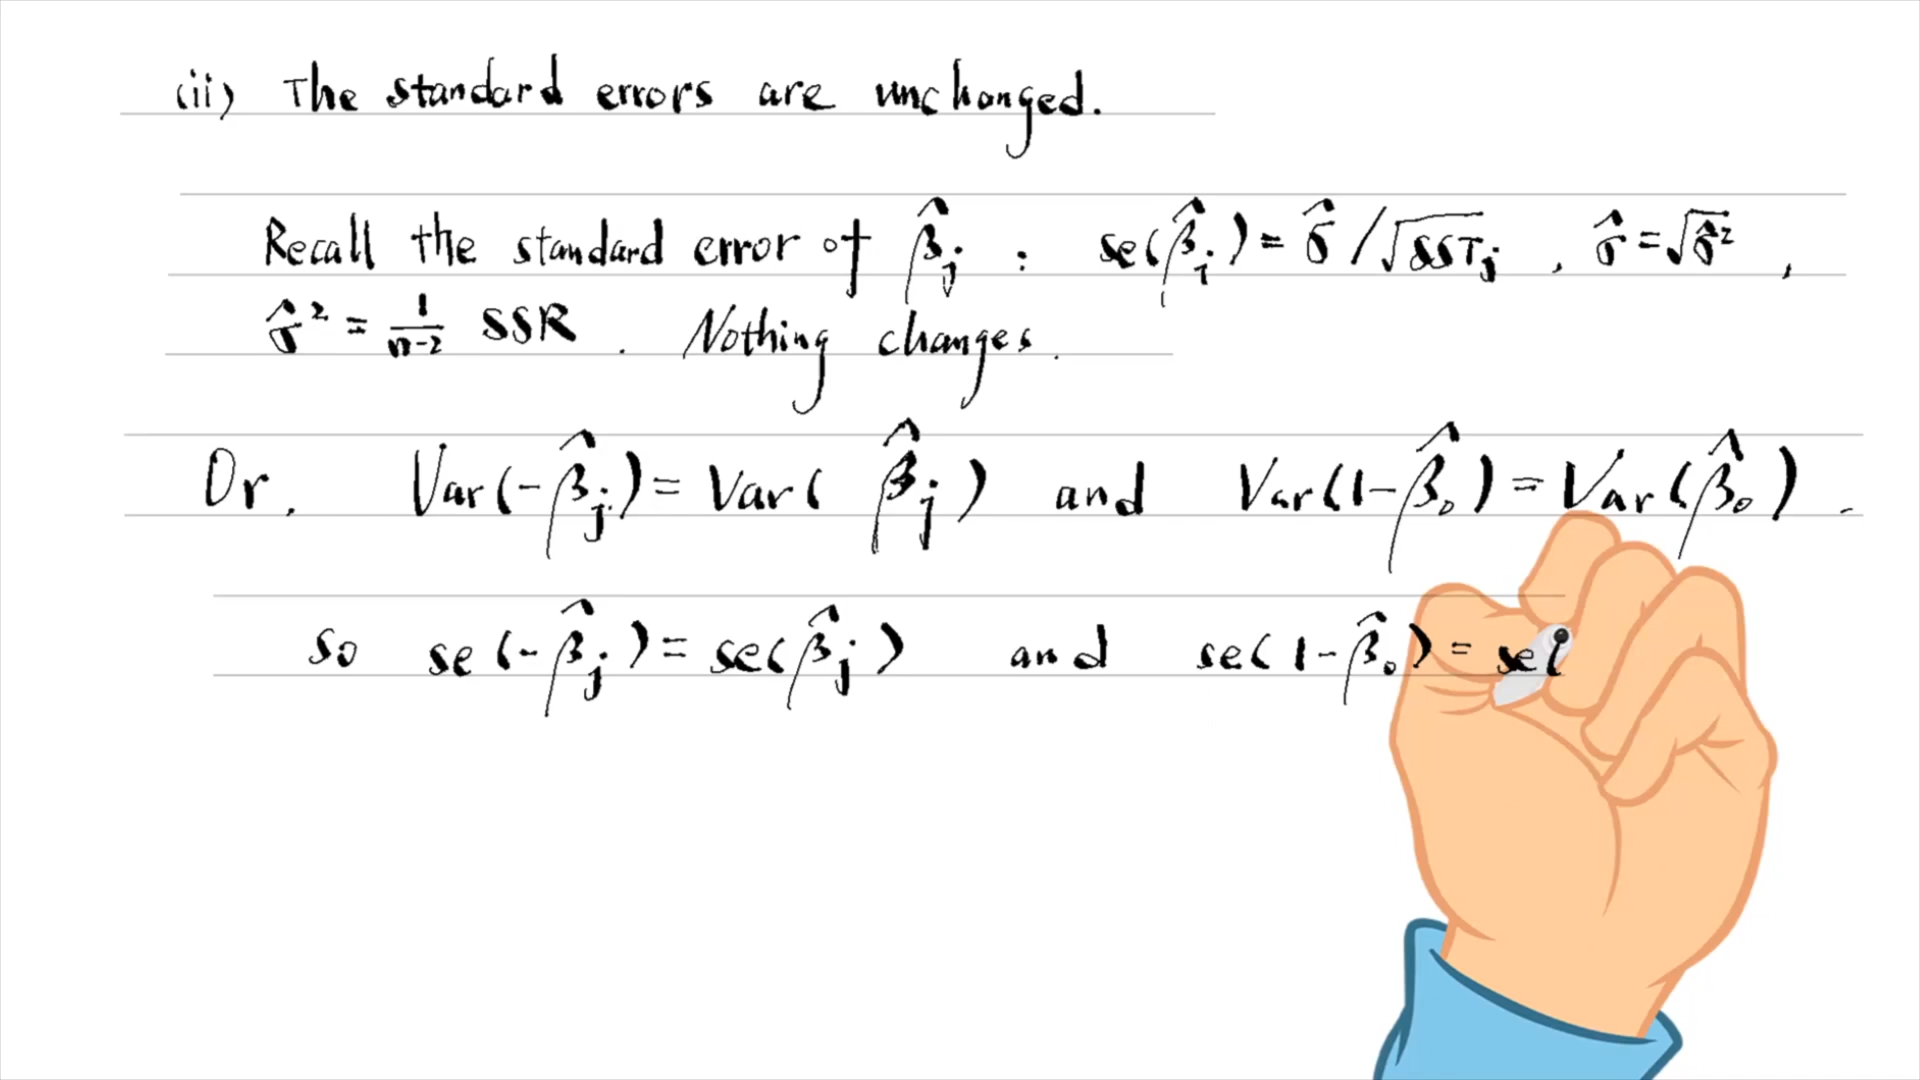 (ii) The standard errors are unchanged.
Recall the standard error of β̂ⱼ : se(β̂ⱼ) = σ̂ / √SSTⱼ , σ̂ = √σ̂² ,
σ̂² = 1/(n-2) SSR . Nothing changes.
Or, Var(-β̂ⱼ) = Var( β̂ⱼ ) and Var(1-β̂₀) = Var(β̂₀) .
so se(-β̂ⱼ) = se(β̂ⱼ) and se(1-β̂₀) = se(